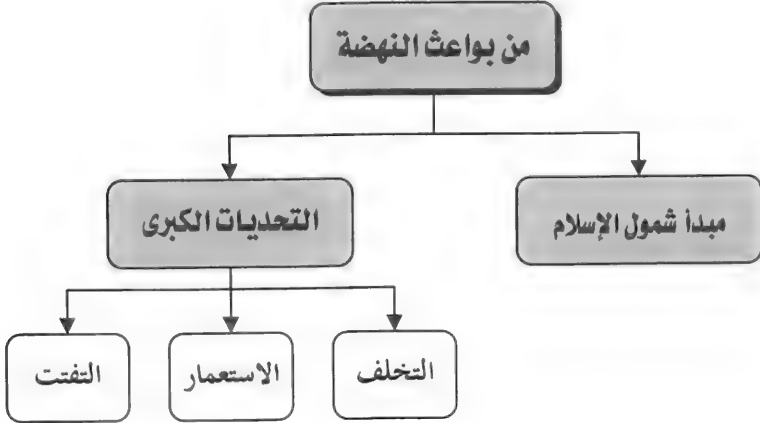 من بواعث النهضة
مبدأ شمول الإسلام
التحديات الكبرى
التخلف
الاستعمار
التفتت